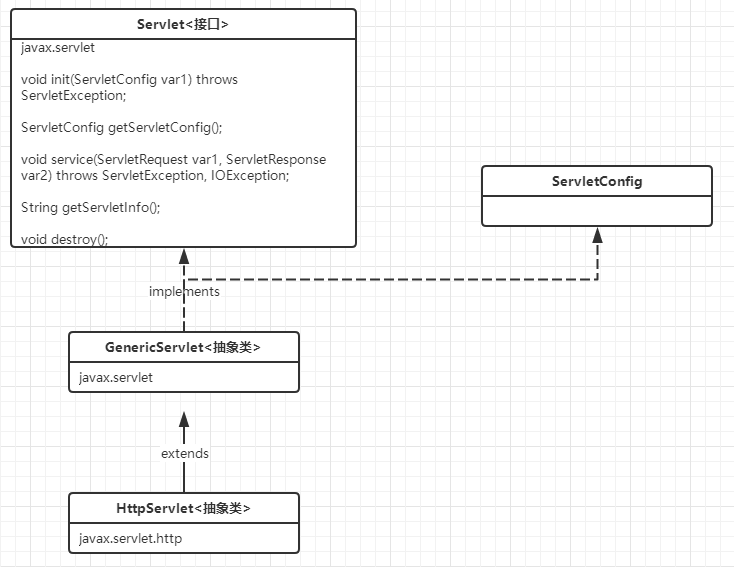 Servlet<接口>
javax.servlet
void init(ServletConfig var1) throws
ServletException;
ServletConfig getServletConfig();
void service(ServletRequest var1, ServletResponse
var2) throws ServletException, IOException;
String getServletInfo();
void destroy();
ServletConfig
implements
GenericServlet<抽象类>
javax.servlet
extends
HttpServlet<抽象类>
javax.servlet.http